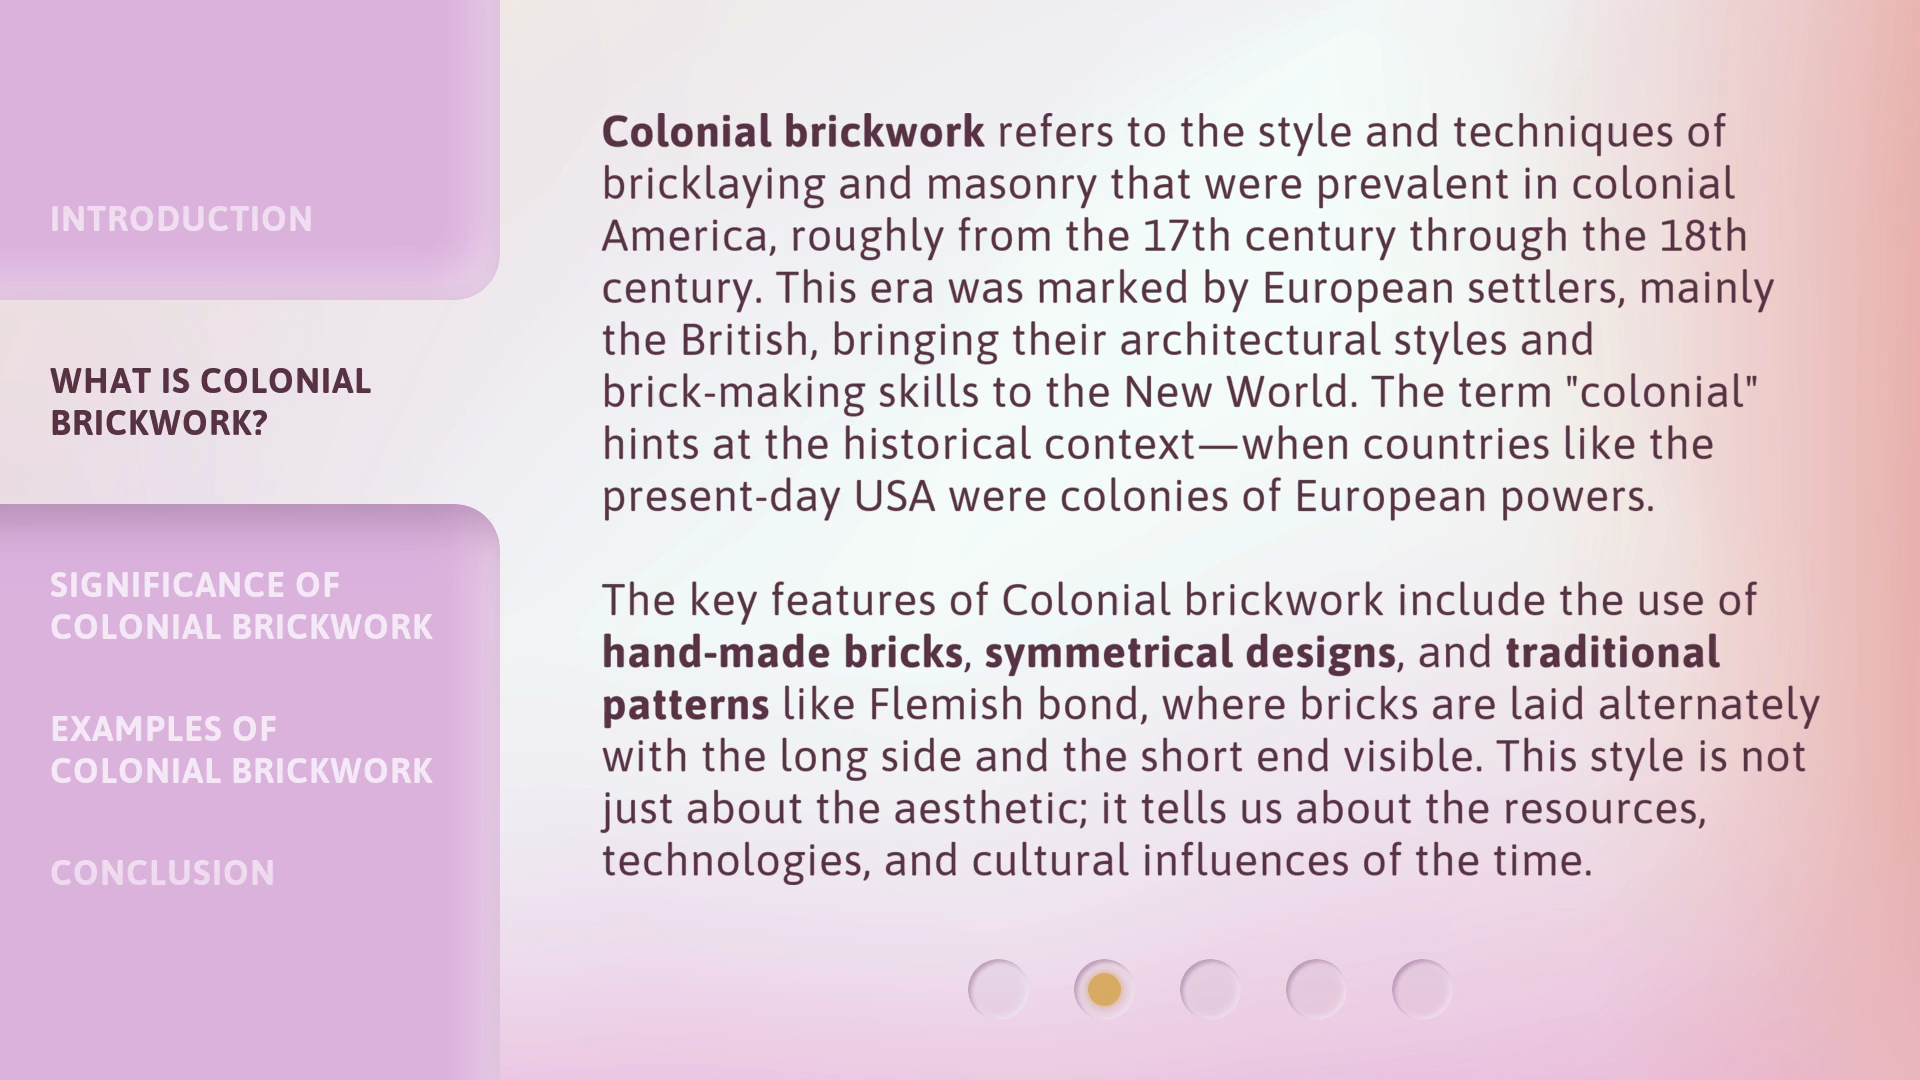 INTRODUCTION
WHAT IS COLONIAL
BRICKWORK?
SIGNIFICANCE OF
COLONIAL BRICKWORK
EXAMPLES OF
COLONIAL BRICKWORK
CONCLUSION
Colonial brickwork refers to the style and techniques of
bricklaying and masonry that were prevalent in colonial
America, roughly from the 17th century through the 18th
century. This era was marked by European settlers, mainly
the British, bringing their architectural styles and
brick-making skills to the New World. The term "colonial"
hints at the historical context—when countries like the
present-day USA were colonies of European powers.
The key features of Colonial brickwork include the use of
hand-made bricks, symmetrical designs, and traditional
patterns like Flemish bond, where bricks are laid alternately
with the long side and the short end visible. This style is not
just about the aesthetic; it tells us about the resources,
technologies, and cultural influences of the time.